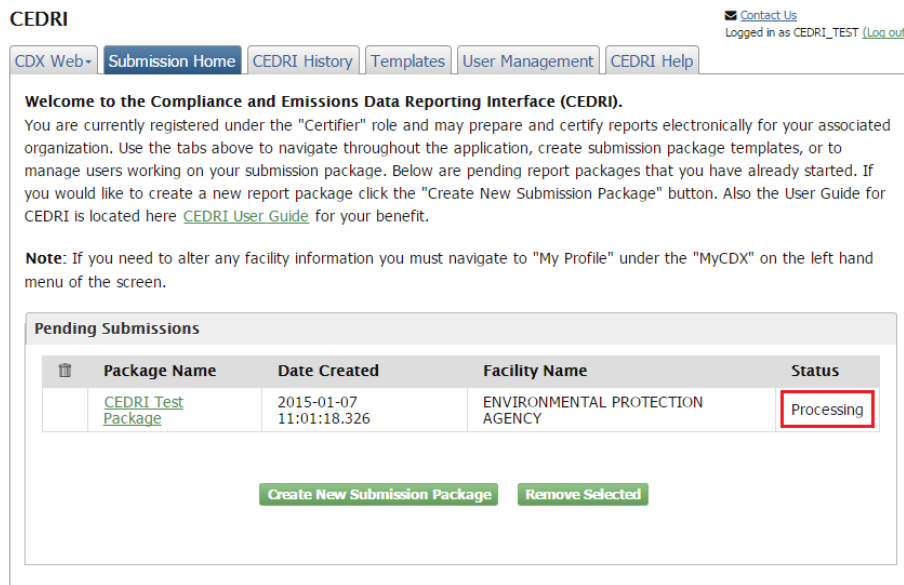 CEDRI
Contact Us
Logged in as CEDRI_TEST (Log out
CDX Web Submission Home CEDRI History Templates User Management CEDRI Help
Welcome to the Compliance and Emissions Data Reporting Interface (CEDRI).
You are currently registered under the "Certifier" role and may prepare and certify reports electronically for your associated
organization. Use the tabs above to navigate throughout the application, create submission package templates, or to
manage users working on your submission package. Below are pending report packages that you have already started. If
you would like to create a new report package click the "Create New Submission Package" button. Also the User Guide for
CEDRI is located here CEDRI User Guide for your benefit.
Note: If you need to alter any facility information you must navigate to "My Profile" under the "MyCDX" on the left hand
menu of the screen.
Pending Submissions
Package Name Date Created Facility Name Status
CEDRI Test 2015-01-07 ENVIRONMENTAL PROTECTION Processing
Package 11:01:18.326 AGENCY
Create New Submission Package Remove Selected